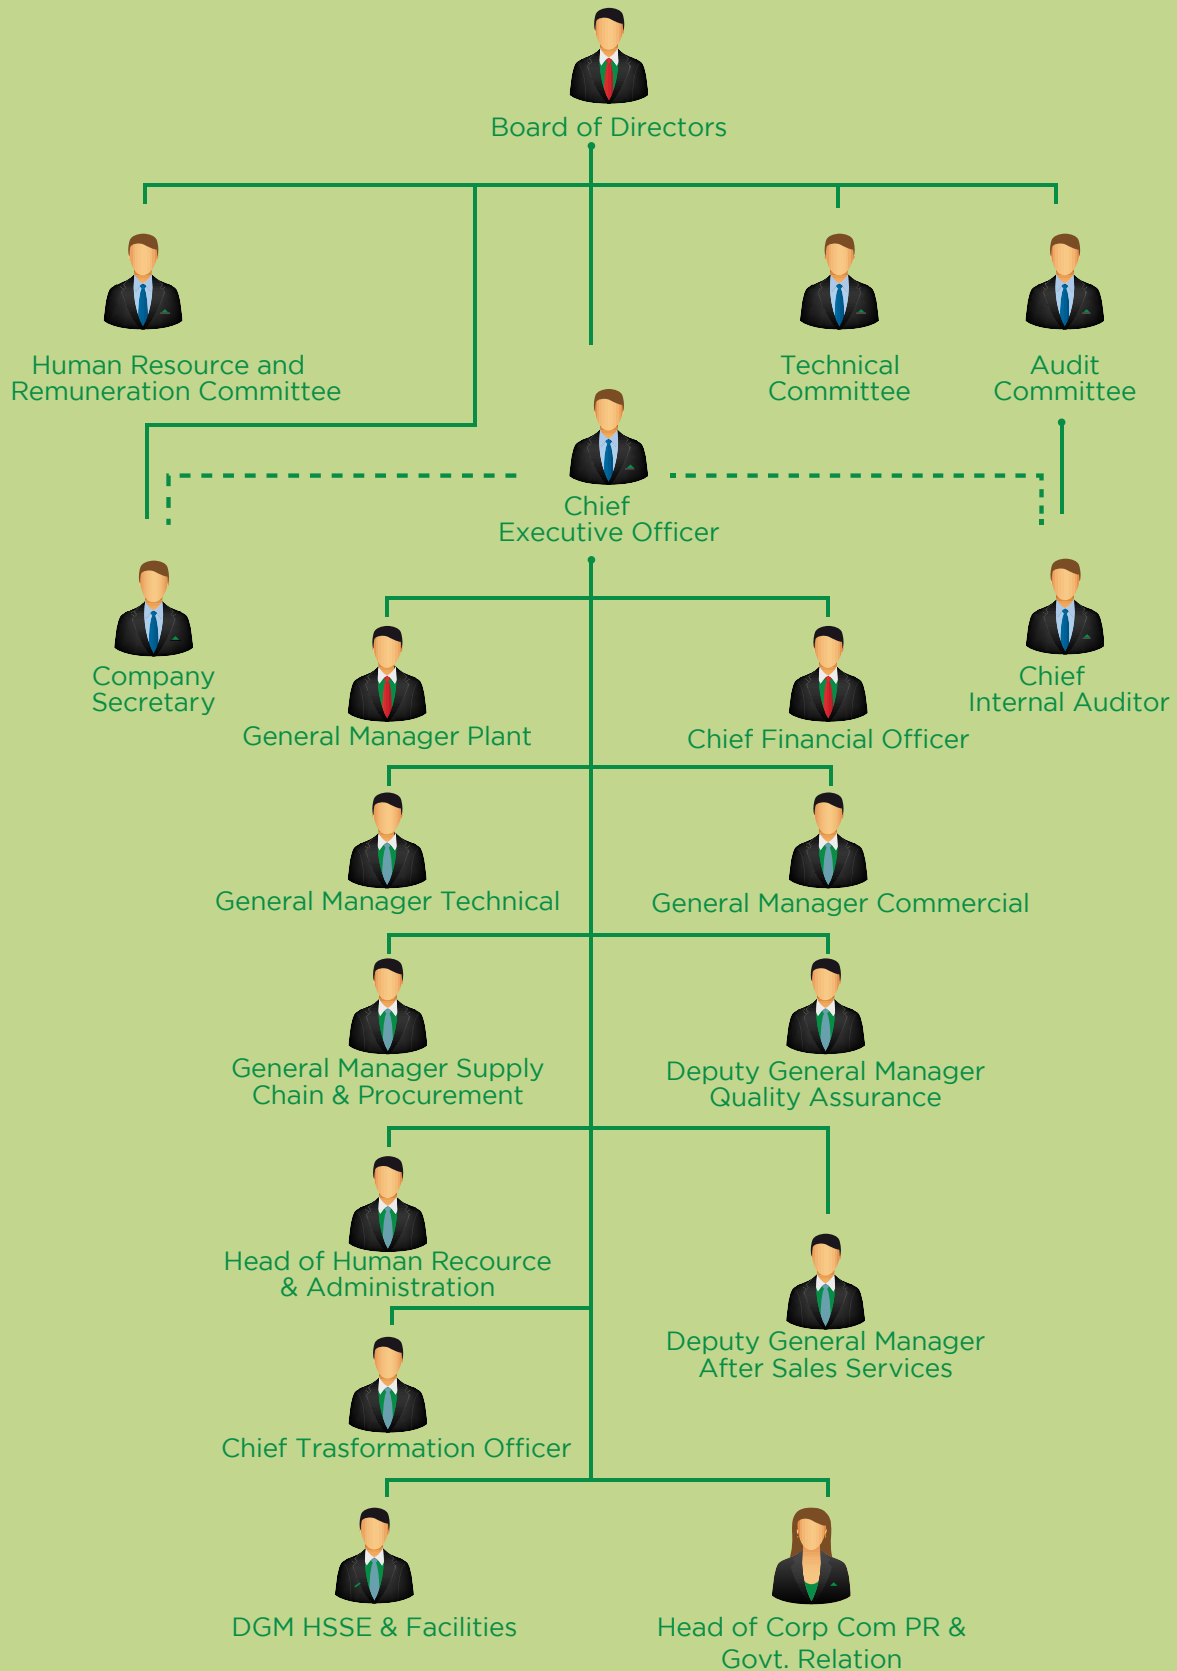 Board of Directors
Human Resource and
Remuneration Committee
Technical
Committee
Audit
Committee
Chief
Executive Officer
Company
Secretary
Chief
Internal Auditor
General Manager Plant
Chief Financial Officer
General Manager Technical
General Manager Commercial
General Manager Supply
Chain & Procurement
Deputy General Manager
Quality Assurance
Head of Human Recource
& Administration
Deputy General Manager
After Sales Services
Chief Trasformation Officer
DGM HSSE & Facilities
Head of Corp Com PR &
Govt. Relation